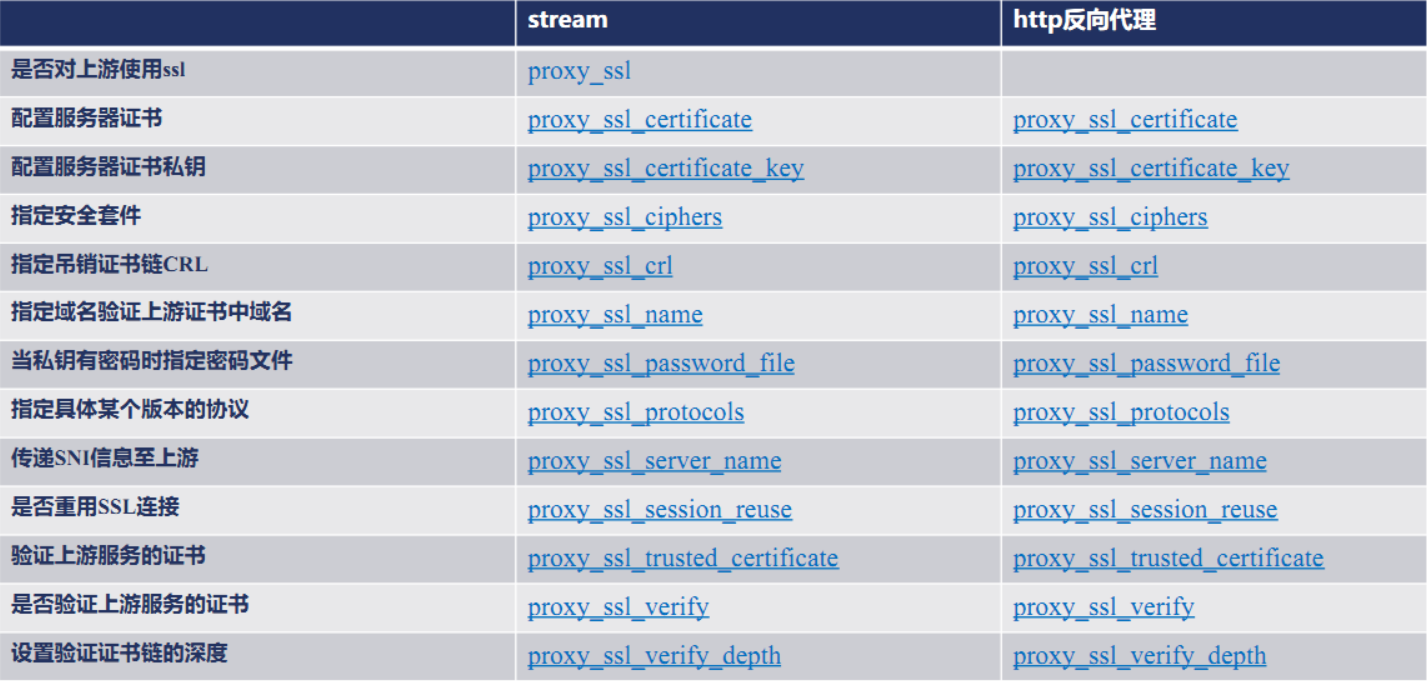 stream http反向代理
是否对上游使用ssl proxy_ssl
配置服务器证书 proxy_ssl_certificate proxy_ssl_certificate
配置服务器证书私钥 proxy_ssl_certificate_key proxy_ssl_certificate_key
指定安全套件 proxy_ssl_ciphers proxy_ssl_ciphers
指定吊销证书链CRL proxy_ssl_crl proxy_ssl_crl
指定域名验证上游证书中域名 proxy_ssl_name proxy_ssl_name
当私钥有密码时指定密码文件 proxy_ssl_password_file proxy_ssl_password_file
指定具体某个版本的协议 proxy_ssl_protocols proxy_ssl_protocols
传递SNI信息至上游 proxy_ssl_server_name proxy_ssl_server_name
是否重用SSL连接 proxy_ssl_session_reuse proxy_ssl_session_reuse
验证上游服务的证书 proxy_ssl_trusted_certificate proxy_ssl_trusted_certificate
是否验证上游服务的证书 proxy_ssl_verify proxy_ssl_verify
设置验证证书链的深度 proxy_ssl_verify_depth proxy_ssl_verify_depth